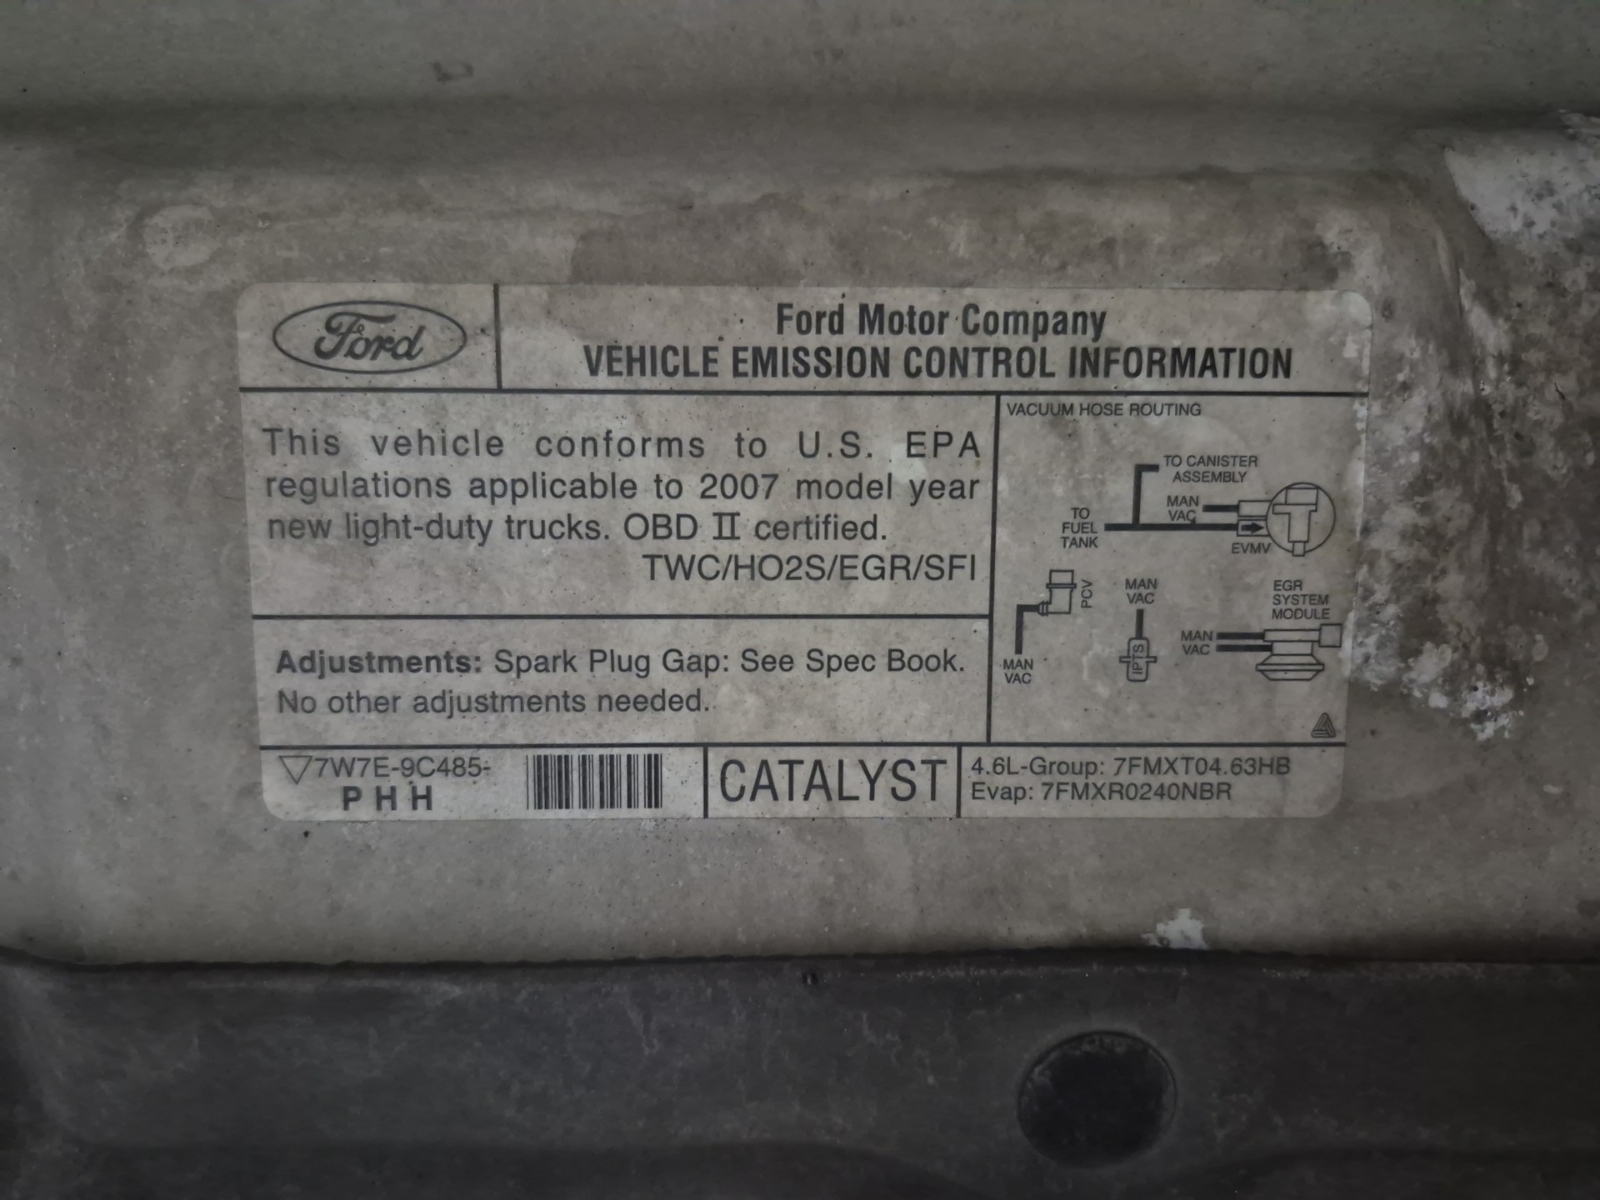 Ford
Ford Motor Company
VEHICLE EMISSION CONTROL INFORMATION
This vehicle conforms to U.S. EPA
regulations applicable to 2007 model year
new light-duty trucks. OBD II certified.
TWC/HO2S/EGR/SFI
Adjustments: Spark Plug Gap: See Spec Book.
No other adjustments needed.
VACUUM HOSE ROUTING
TO CANISTER
ASSEMBLY
MAN
VAC
TO
FUEL
TANK
EVMV
PCV
MAN
VAC
MAN
VAC
IPTS
EGR
SYSTEM
MODULE
MAN
VAC
7W7E-9C485-
PHH
CATALYST
4.6L-Group: 7FMXT04.63HB
Evap: 7FMXR0240NBR